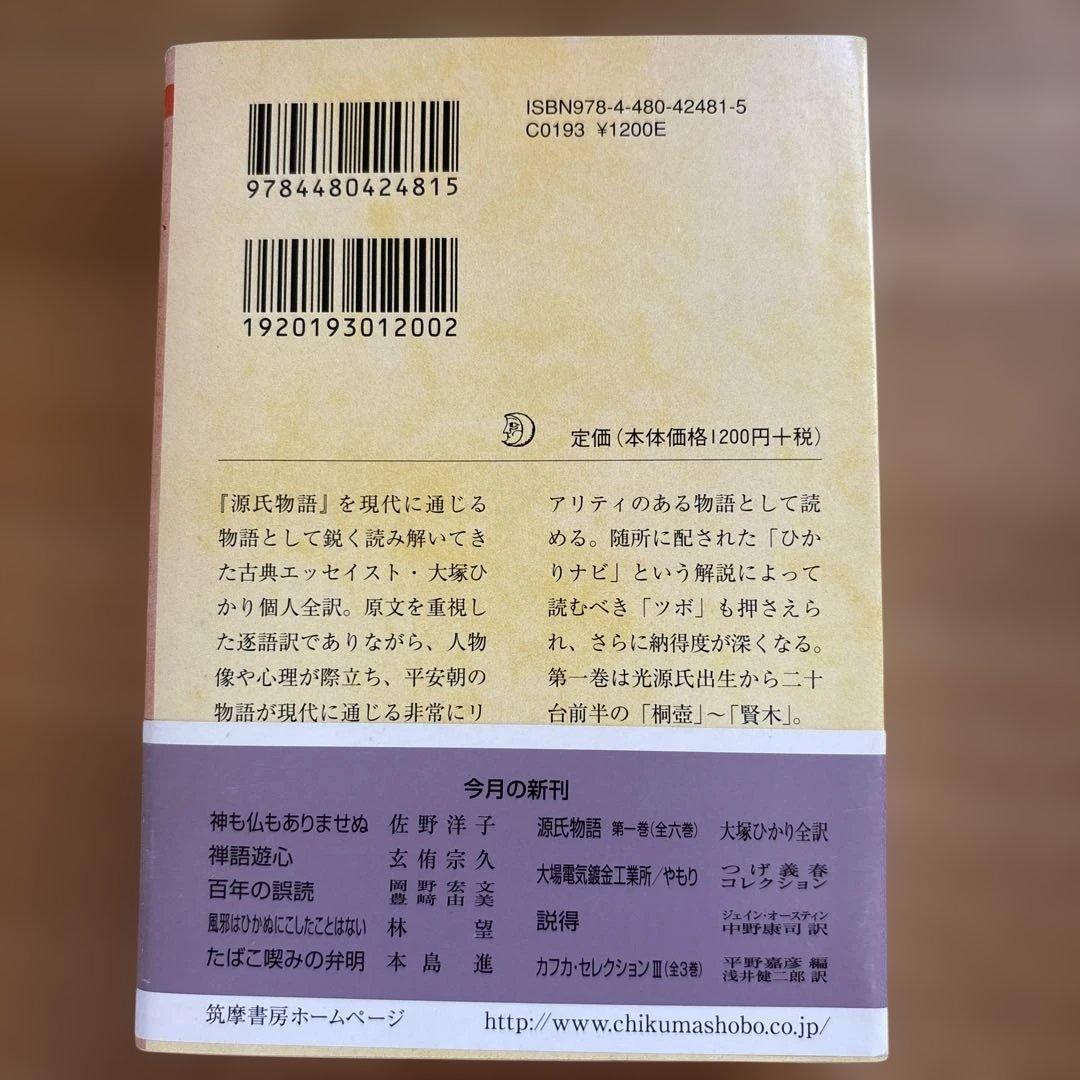 ISBN978-4-480-42481-5
C0193 ¥1200E
9784480424815
1920193012002
定価(本体価格1200円+税)
『源氏物語』を現代に通じる
物語として鋭く読み解いてき
た古典エッセイスト・大塚ひ
かり個人全訳。原文を重視し
た逐語訳でありながら、人物
像や心理が際立ち、平安朝の
物語が現代に通じる非常にリ
アリティのある物語として読
める。随所に配された「ひか
りナビ」という解説によって
読むべき「ツボ」も押さえら
れ、さらに納得度が深くなる。
第一巻は光源氏出生から二十
台前半の「桐壺」〜「賢木」。
今月の新刊
神も仏もありませぬ 佐野洋子
禅語遊心 玄侑宗久
百年の誤読 岡野宏文 豊﨑由美
風邪はひかぬにこしたことはない 林望
たばこ喫みの弁明 本島進
源氏物語 第一巻(全六巻) 大塚ひかり全訳
大場電気鍍金工業所/やもり つげ義春コレクション
説得 ジェイン・オースティン 中野康司訳
カフカ・セレクションⅢ(全3巻) 平野嘉彦編 浅井健二郎訳
筑摩書房ホームページ http://www.chikumashobo.co.jp/